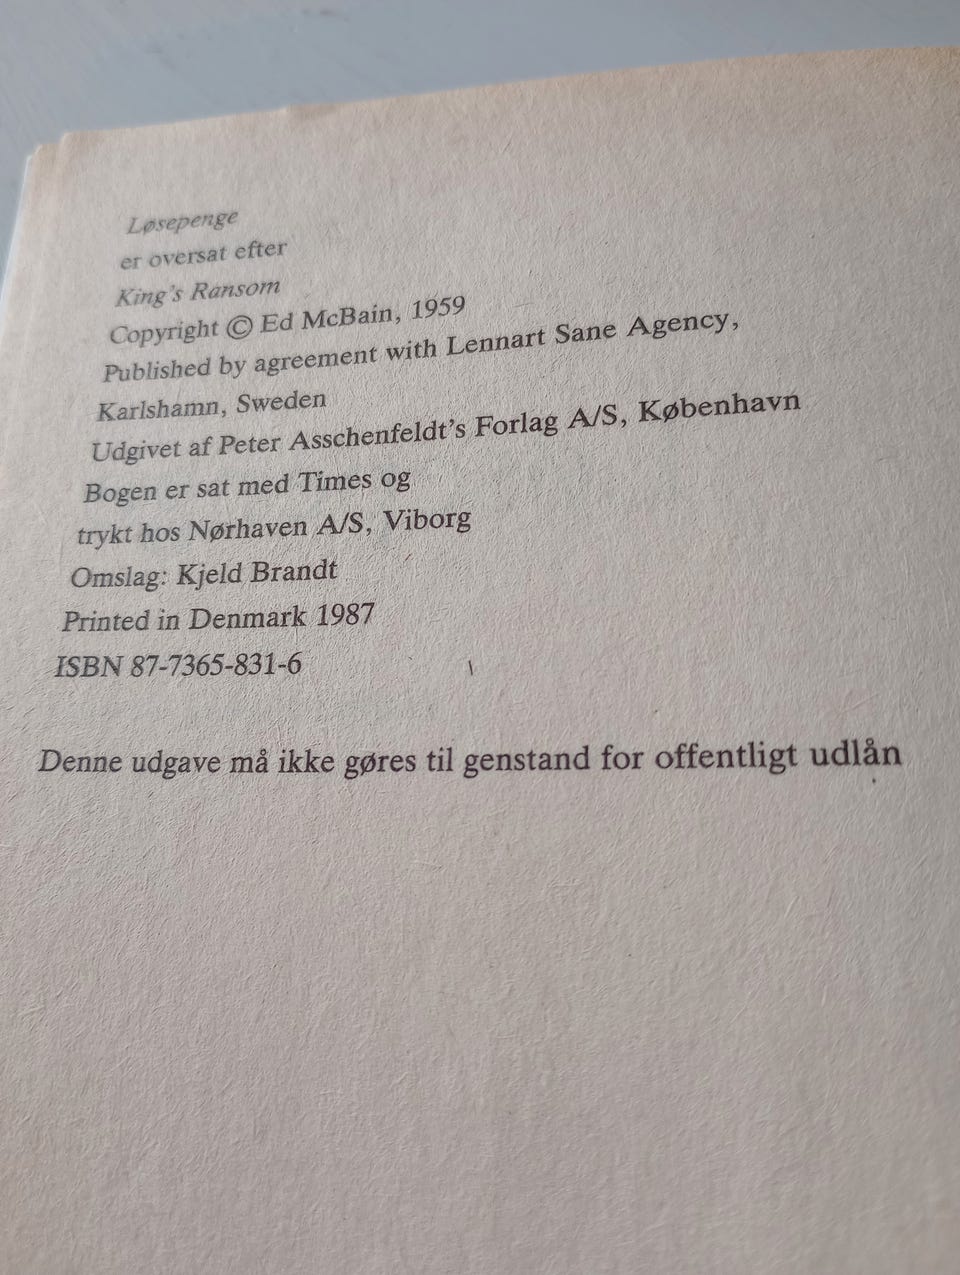 Løsepenge
er oversat efter
King's Ransom
Copyright © Ed McBain, 1959
Published by agreement with Lennart Sane Agency,
Karlshamn, Sweden
Udgivet af Peter Asschenfeldt's Forlag A/S, København
Bogen er sat med Times og
trykt hos Nørhaven A/S, Viborg
Omslag: Kjeld Brandt
Printed in Denmark 1987
ISBN 87-7365-831-6
Denne udgave må ikke gøres til genstand for offentligt udlån